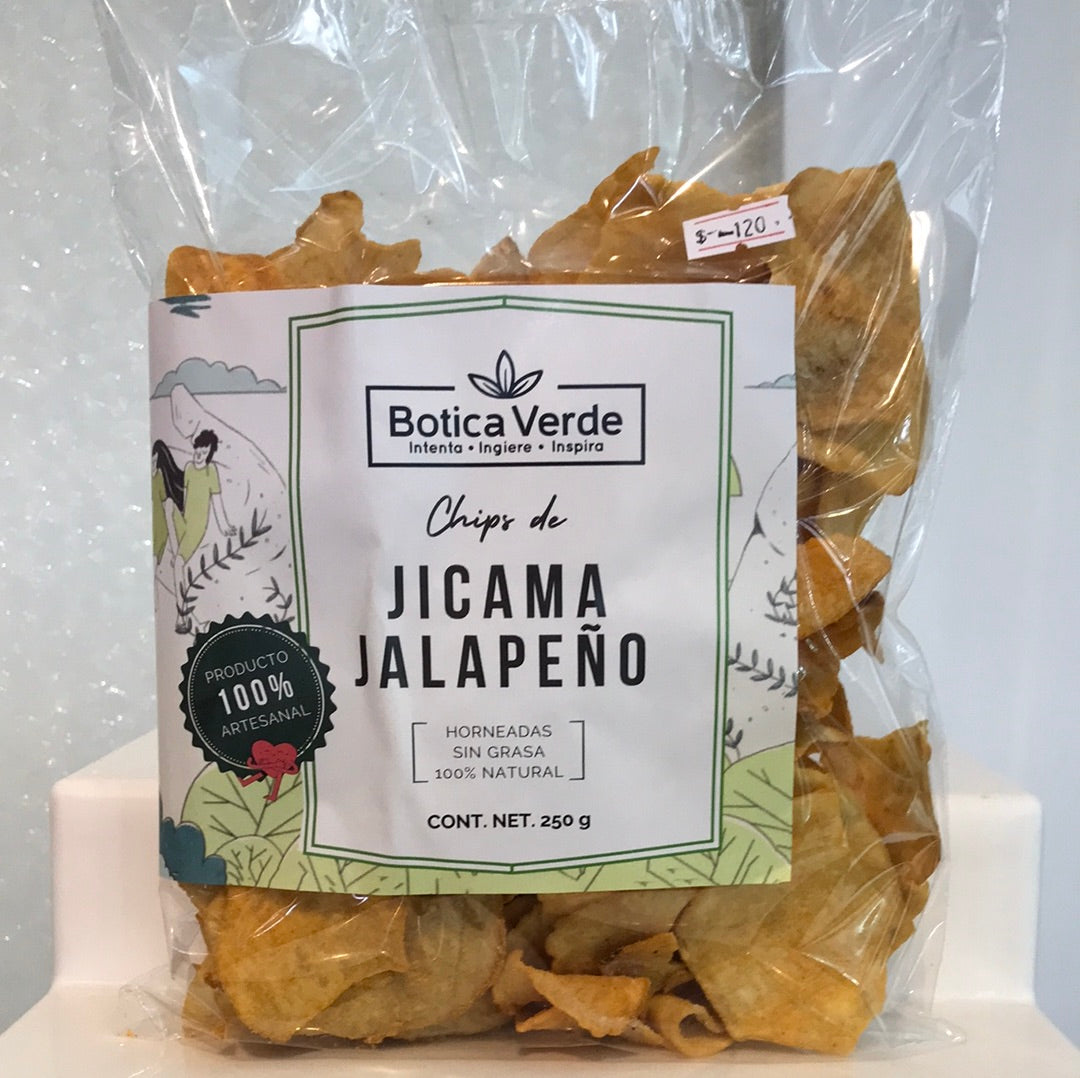 $--120.
Botica Verde
Intenta • Ingiere • Inspira
Chips de
JICAMA
JALAPEÑO
PRODUCTO
100%
ARTESANAL
HORNEADAS
SIN GRASA
100% NATURAL
CONT. NET. 250 g